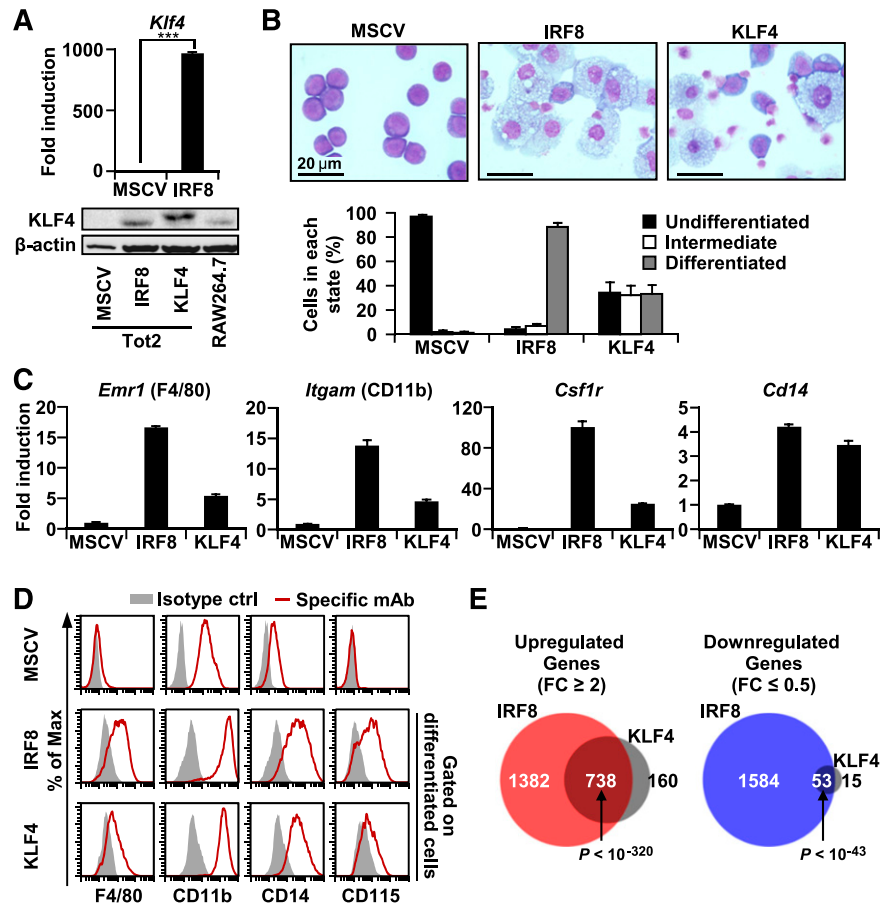 A
Klf4
***
Fold induction
1000
500
0
MSCV IRF8
KLF4
β-actin
MSCV
IRF8
KLF4
RAW264.7
Tot2
B
MSCV
IRF8
KLF4
20 μm
Cells in each
state (%)
100
80
60
40
20
0
MSCV
IRF8
KLF4
Undifferentiated
Intermediate
Differentiated
C
Emr1 (F4/80)
Itgam (CD11b)
Csf1r
Cd14
Fold induction
20
15
10
5
0
MSCV IRF8 KLF4
20
15
10
5
0
MSCV IRF8 KLF4
120
80
40
0
MSCV IRF8 KLF4
5
4
3
2
1
0
MSCV IRF8 KLF4
D
Isotype ctrl
Specific mAb
% of Max
MSCV
IRF8
KLF4
Gated on
differentiated cells
F4/80
CD11b
CD14
CD115
E
Upregulated
Genes
(FC ≥ 2)
IRF8
KLF4
1382
738
160
P < 10-320
Downregulated
Genes
(FC ≤ 0.5)
IRF8
KLF4
1584
53
15
P < 10-43